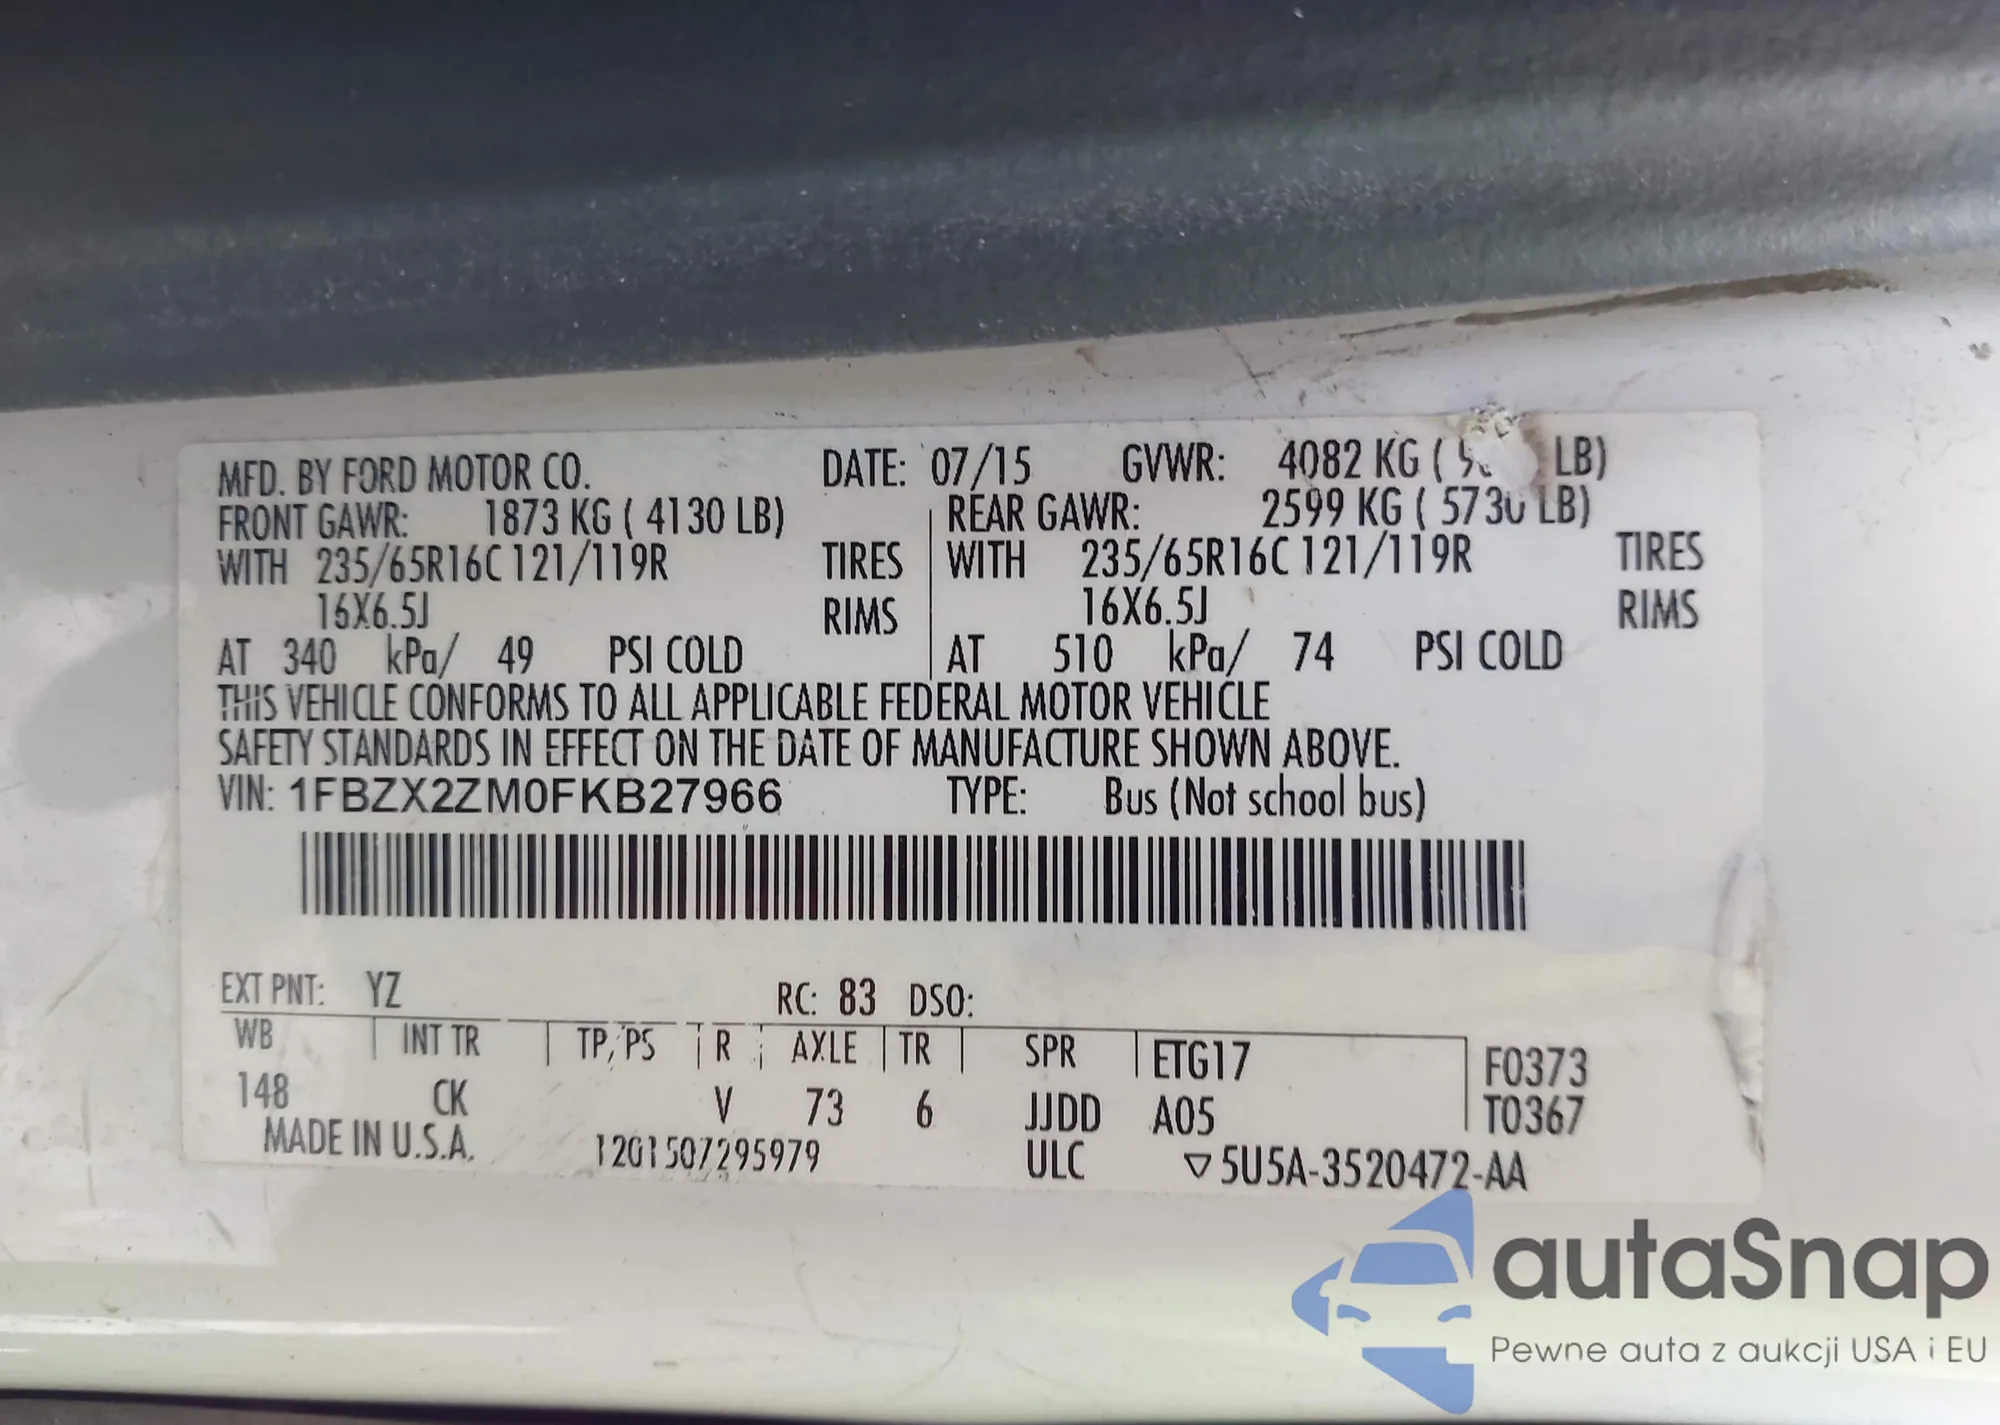 MFD. BY FORD MOTOR CO. DATE: 07/15 GVWR: 4082 KG ( LB)
FRONT GAWR: 1873 KG ( 4130 LB) REAR GAWR: 2599 KG ( 5730 LB)
WITH 235/65R16C 121/119R TIRES WITH 235/65R16C 121/119R TIRES
16X6.5J RIMS 16X6.5J RIMS
AT 340 kPa/ 49 PSI COLD AT 510 kPa/ 74 PSI COLD
THIS VEHICLE CONFORMS TO ALL APPLICABLE FEDERAL MOTOR VEHICLE
SAFETY STANDARDS IN EFFECT ON THE DATE OF MANUFACTURE SHOWN ABOVE.
VIN: 1FBZX2ZM0FKB27966 TYPE: Bus (Not school bus)
EXT PNT: YZ RC: 83 DSO:
WB INT TR TP/PS R AXLE TR SPR ETG17 F0373
148 CK V 73 6 JJDD A05 T0367
MADE IN U.S.A. 1201507295979 ULC ▽5U5A-3520472-AA
autaSnap
Pewne auta z aukcji USA i EU